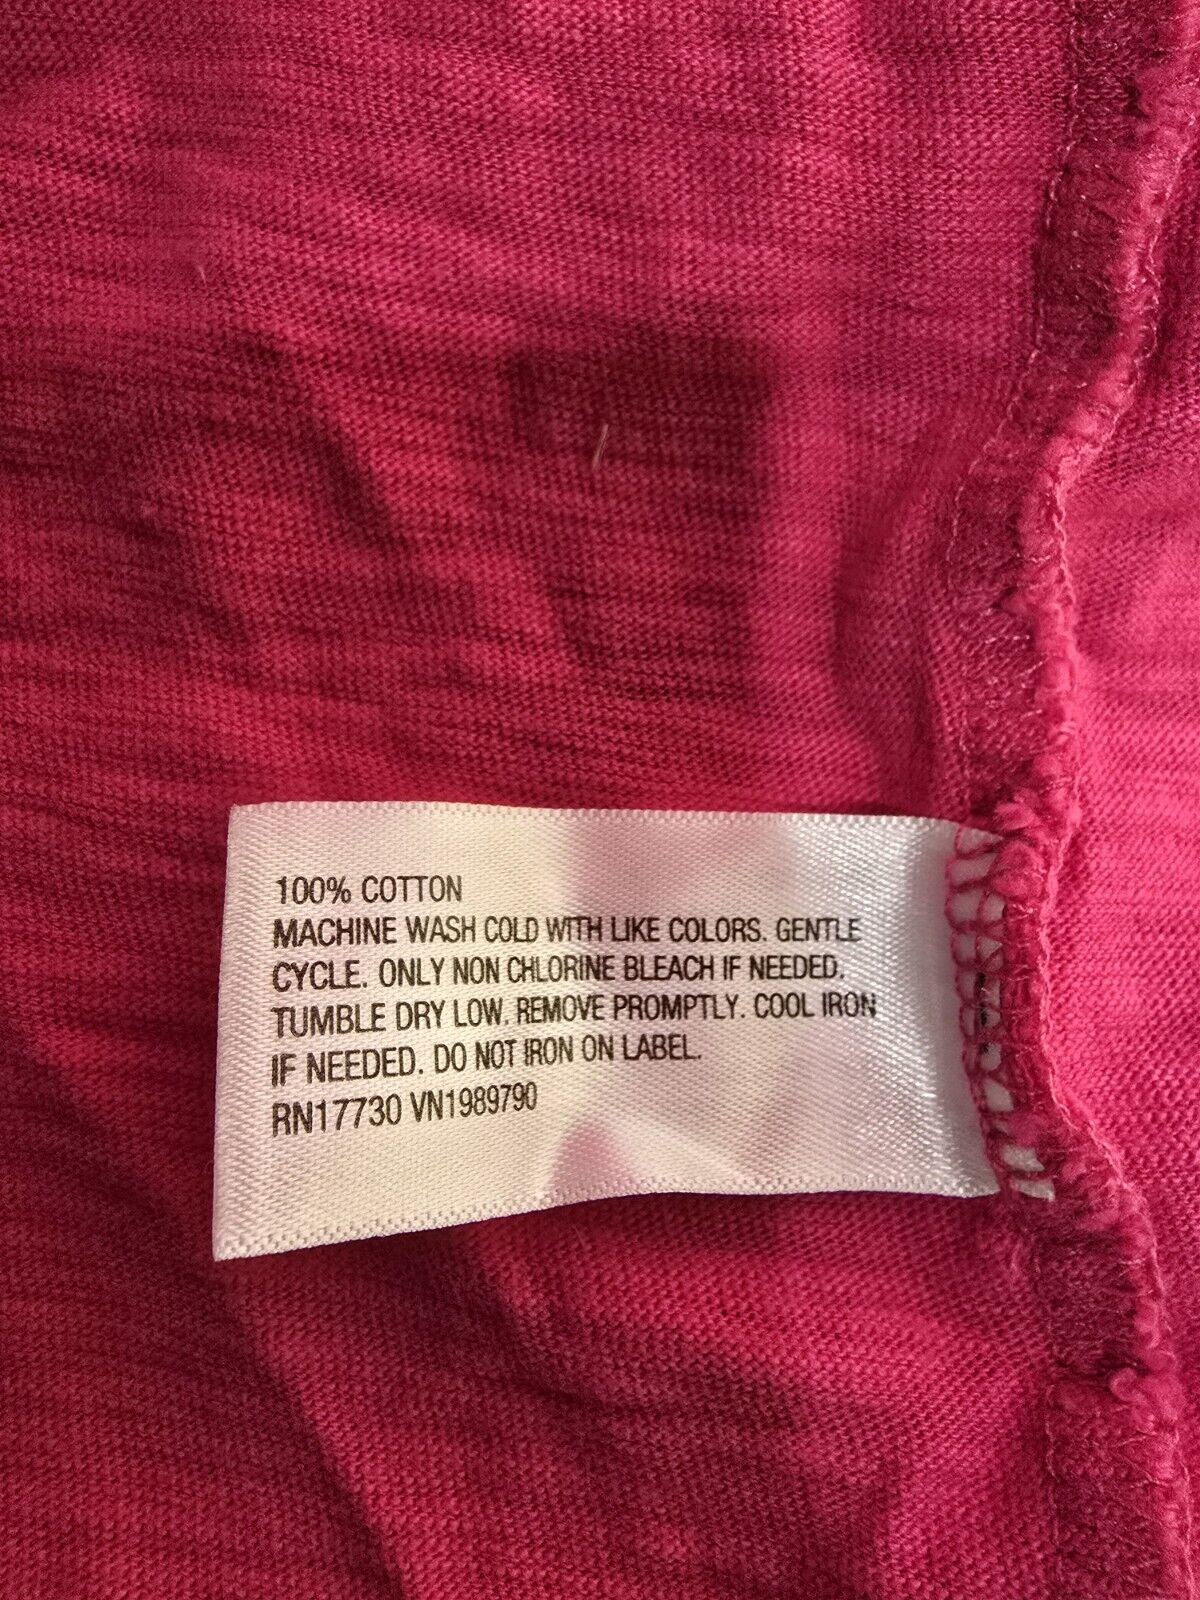 100% COTTON
MACHINE WASH COLD WITH LIKE COLORS. GENTLE
CYCLE. ONLY NON CHLORINE BLEACH IF NEEDED.
TUMBLE DRY LOW. REMOVE PROMPTLY. COOL IRON
IF NEEDED. DO NOT IRON ON LABEL.
RN17730 VN1989790